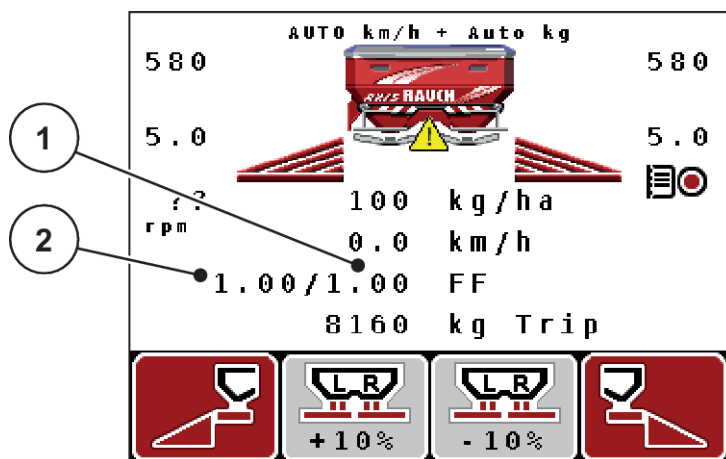 AUTO km/h + Auto kg
580 580
AXIS RAUCH
5.0 5.0
1
??
rpm
100 kg/ha
0.0 km/h
2
1.00/1.00 FF
8160 kg Trip
L R
+10%
L R
-10%